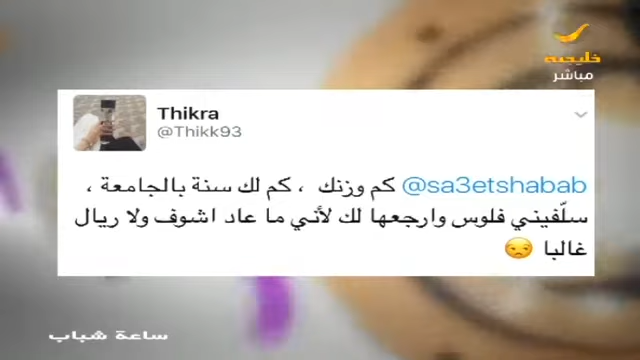 خليجية
مباشر
Thikra
@Thikk93
@sa3etshabab كم وزنك ، كم لك سنة بالجامعة ،
سلّفيني فلوس وارجعها لك لأني ما عاد اشوف ولا ريال
غالبا 😒
ساعة شباب